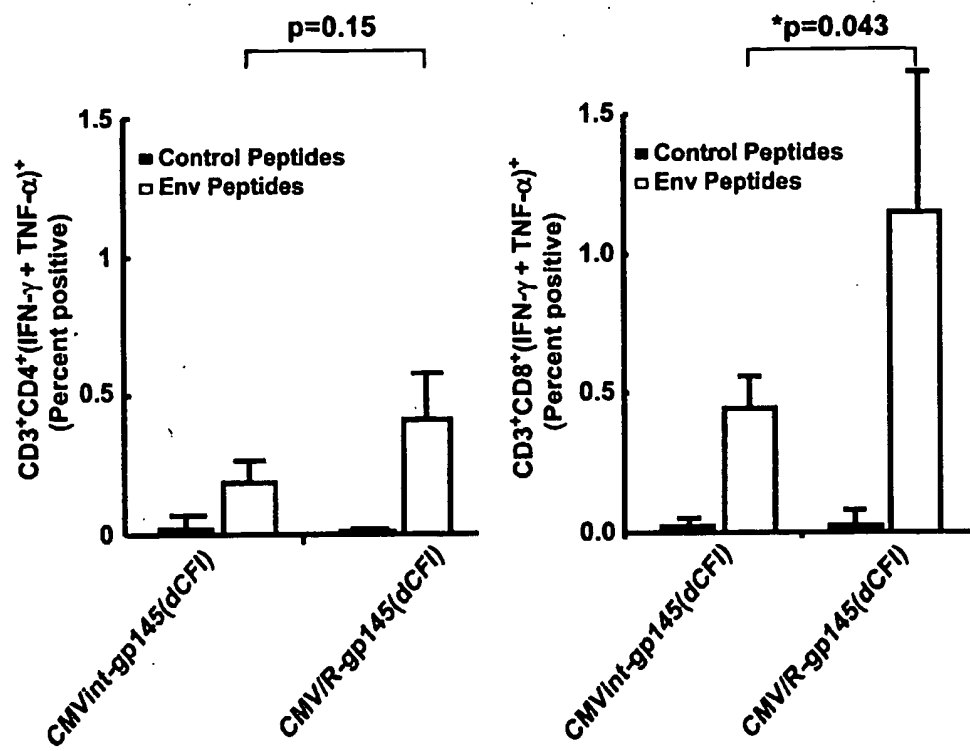 p=0.15
1.5
■ Control Peptides
□ Env Peptides
1
0.5
0
CD3⁺CD4⁺(IFN-γ + TNF-α)⁺
(Percent positive)
CMVint-gp145(dCFI)
CMV/R-gp145(dCFI)
*p=0.043
1.5
■ Control Peptides
□ Env Peptides
1.0
0.5
0.0
CD3⁺CD8⁺(IFN-γ + TNF-α)⁺
(Percent positive)
CMVint-gp145(dCFI)
CMV/R-gp145(dCFI)